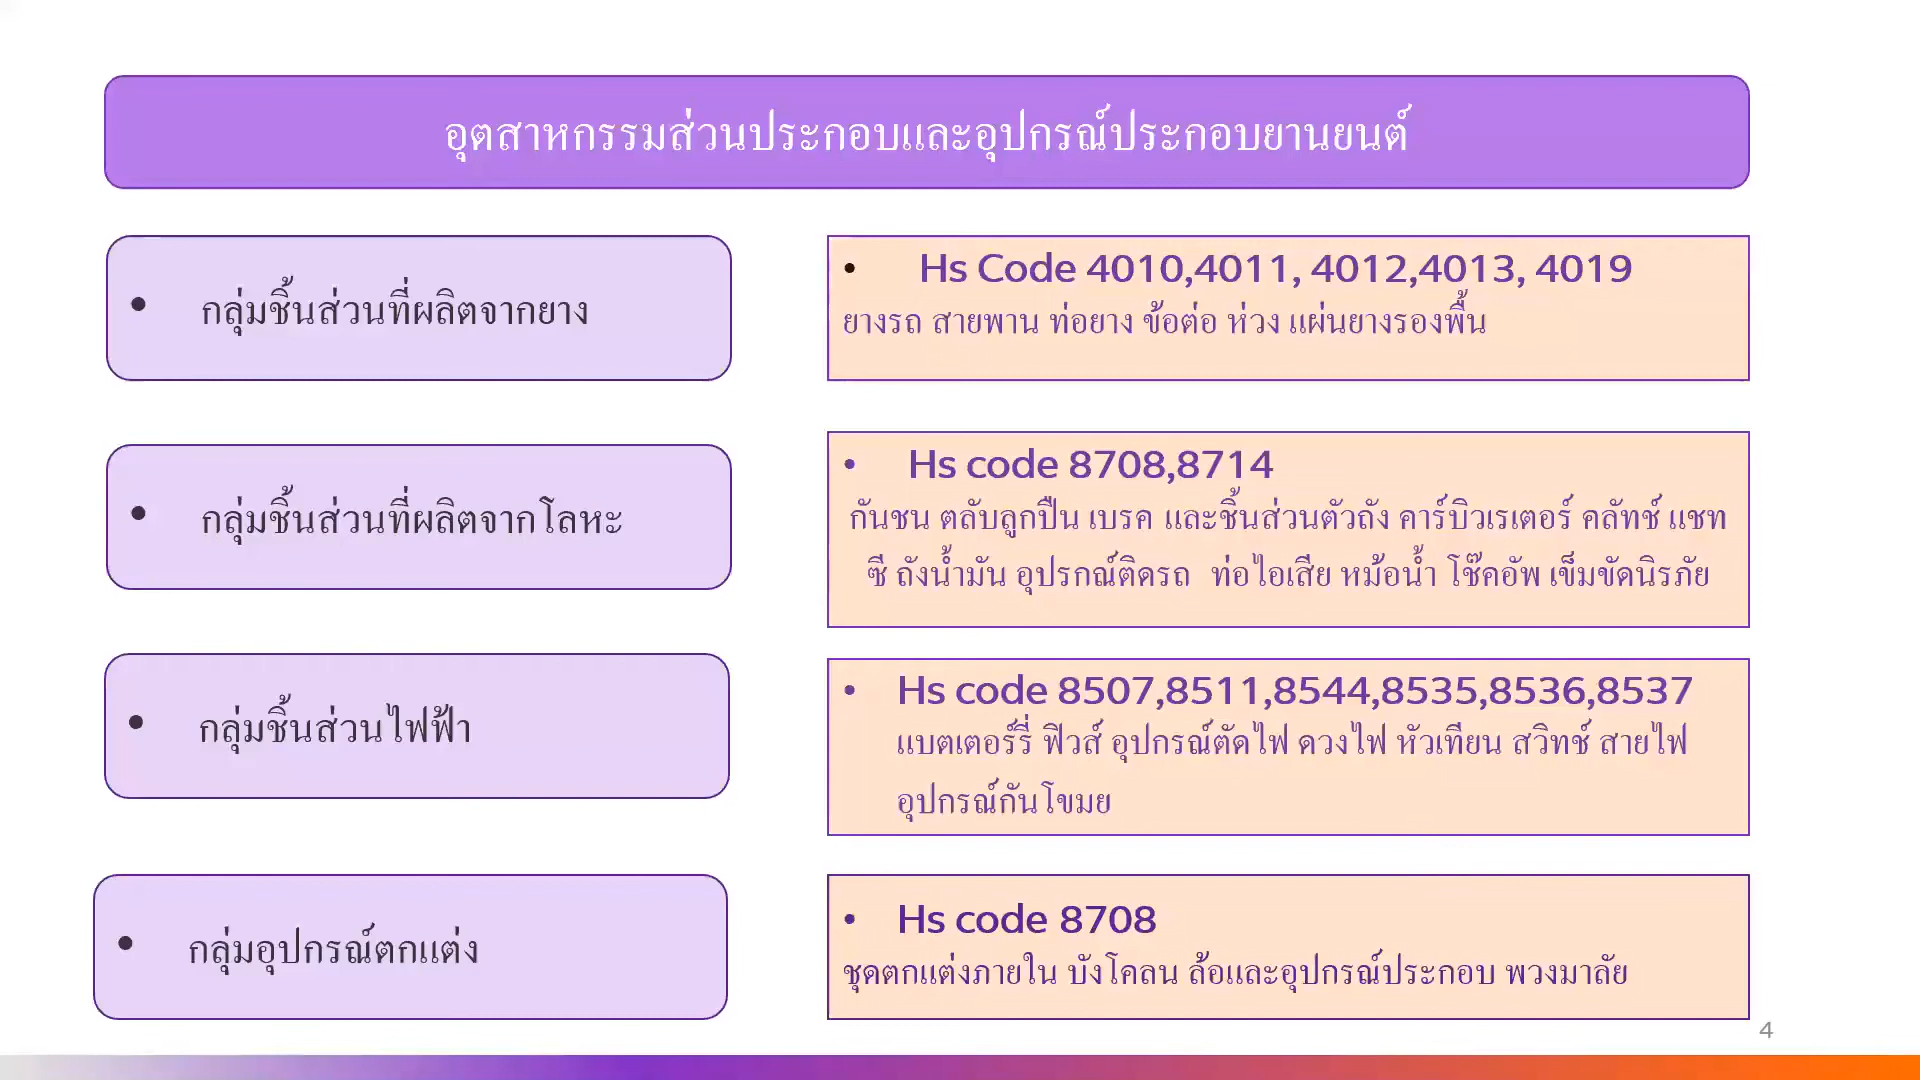 อุตสาหกรรมส่วนประกอบและอุปกรณ์ประกอบยานยนต์
• กลุ่มชิ้นส่วนที่ผลิตจากยาง
• Hs Code 4010,4011, 4012,4013, 4019
ยางรถ สายพาน ท่อยาง ข้อต่อ ห่วง แผ่นยางรองพื้น
• กลุ่มชิ้นส่วนที่ผลิตจากโลหะ
• Hs code 8708,8714
กันชน ตลับลูกปืน เบรค และชิ้นส่วนตัวถัง คาร์บิวเรเตอร์ คลัทช์ แชท
ซี ถังน้ำมัน อุปรกณ์ติดรถ ท่อไอเสีย หม้อน้ำ โช๊คอัพ เข็มขัดนิรภัย
• กลุ่มชิ้นส่วนไฟฟ้า
• Hs code 8507,8511,8544,8535,8536,8537
แบตเตอร์รี่ ฟิวส์ อุปกรณ์ตัดไฟ ดวงไฟ หัวเทียน สวิทช์ สายไฟ
อุปกรณ์กันโขมย
• กลุ่มอุปกรณ์ตกแต่ง
• Hs code 8708
ชุดตกแต่งภายใน บังโคลน ล้อและอุปกรณ์ประกอบ พวงมาลัย
4